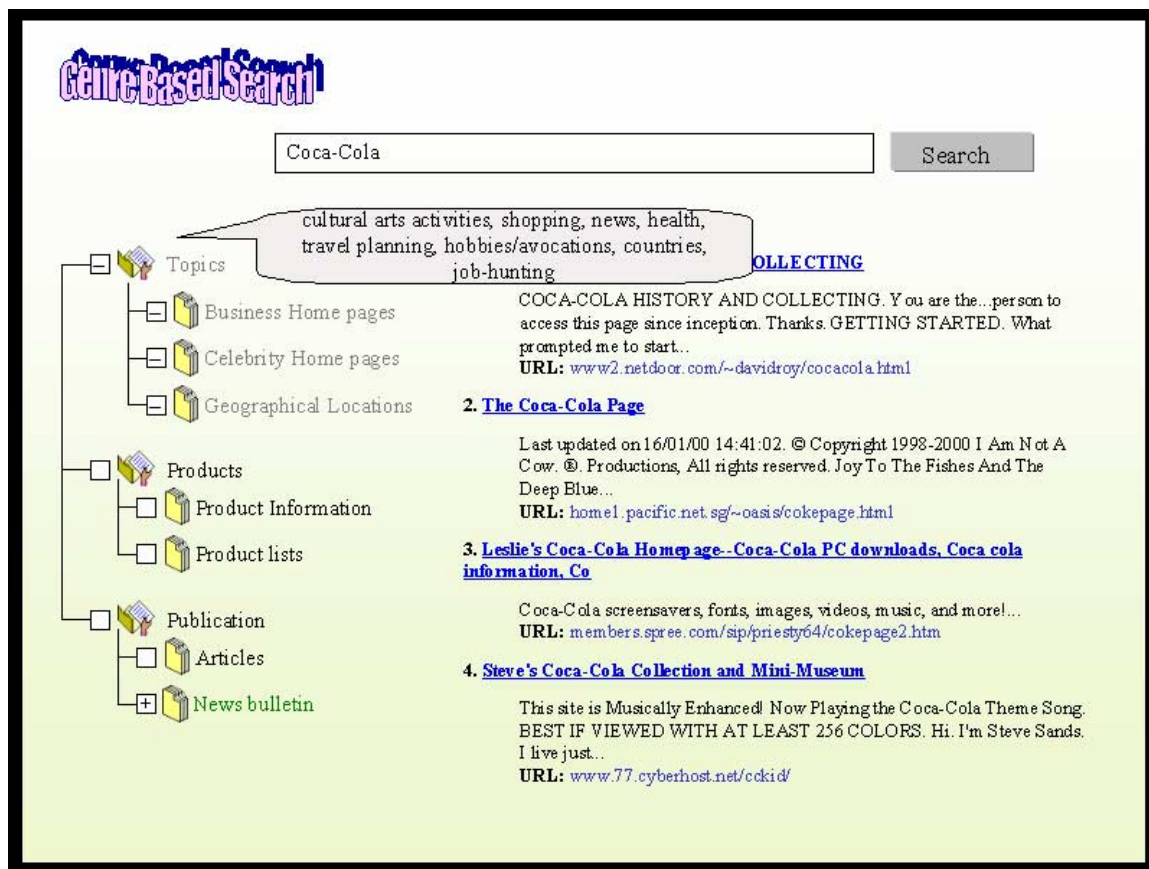 Genre Based Search
Coca-Cola
Search
cultural arts activities, shopping, news, health,
travel planning, hobbies/avocations, countries,
job-hunting
Topics
Business Home pages
Celebrity Home pages
Geographical Locations
Products
Product Information
Product lists
Publication
Articles
News bulletin
OLLECTING
COCA-COLA HISTORY AND COLLECTING. You are the...person to
access this page since inception. Thanks. GETTING STARTED. What
prompted me to start...
URL: www2.netdoor.com/~davidroy/cocacola.html
2. The Coca-Cola Page
Last updated on 16/01/00 14:41:02. © Copyright 1998-2000 I Am Not A
Cow. ®. Productions, All rights reserved. Joy To The Fishes And The
Deep Blue...
URL: home1.pacific.net.sg/~oasis/cokepage.html
3. Leslie's Coca-Cola Homepage--Coca-Cola PC downloads, Coca cola
information, Co
Coca-Cola screensavers, fonts, images, videos, music, and more!...
URL: members.spree.com/sip/priesty64/cokepage2.htm
4. Steve's Coca-Cola Collection and Mini-Museum
This site is Musically Enhanced! Now Playing the Coca-Cola Theme Song.
BEST IF VIEWED WITH AT LEAST 256 COLORS. Hi. I'm Steve Sands.
I live just...
URL: www.77.cyberhost.net/cckid/